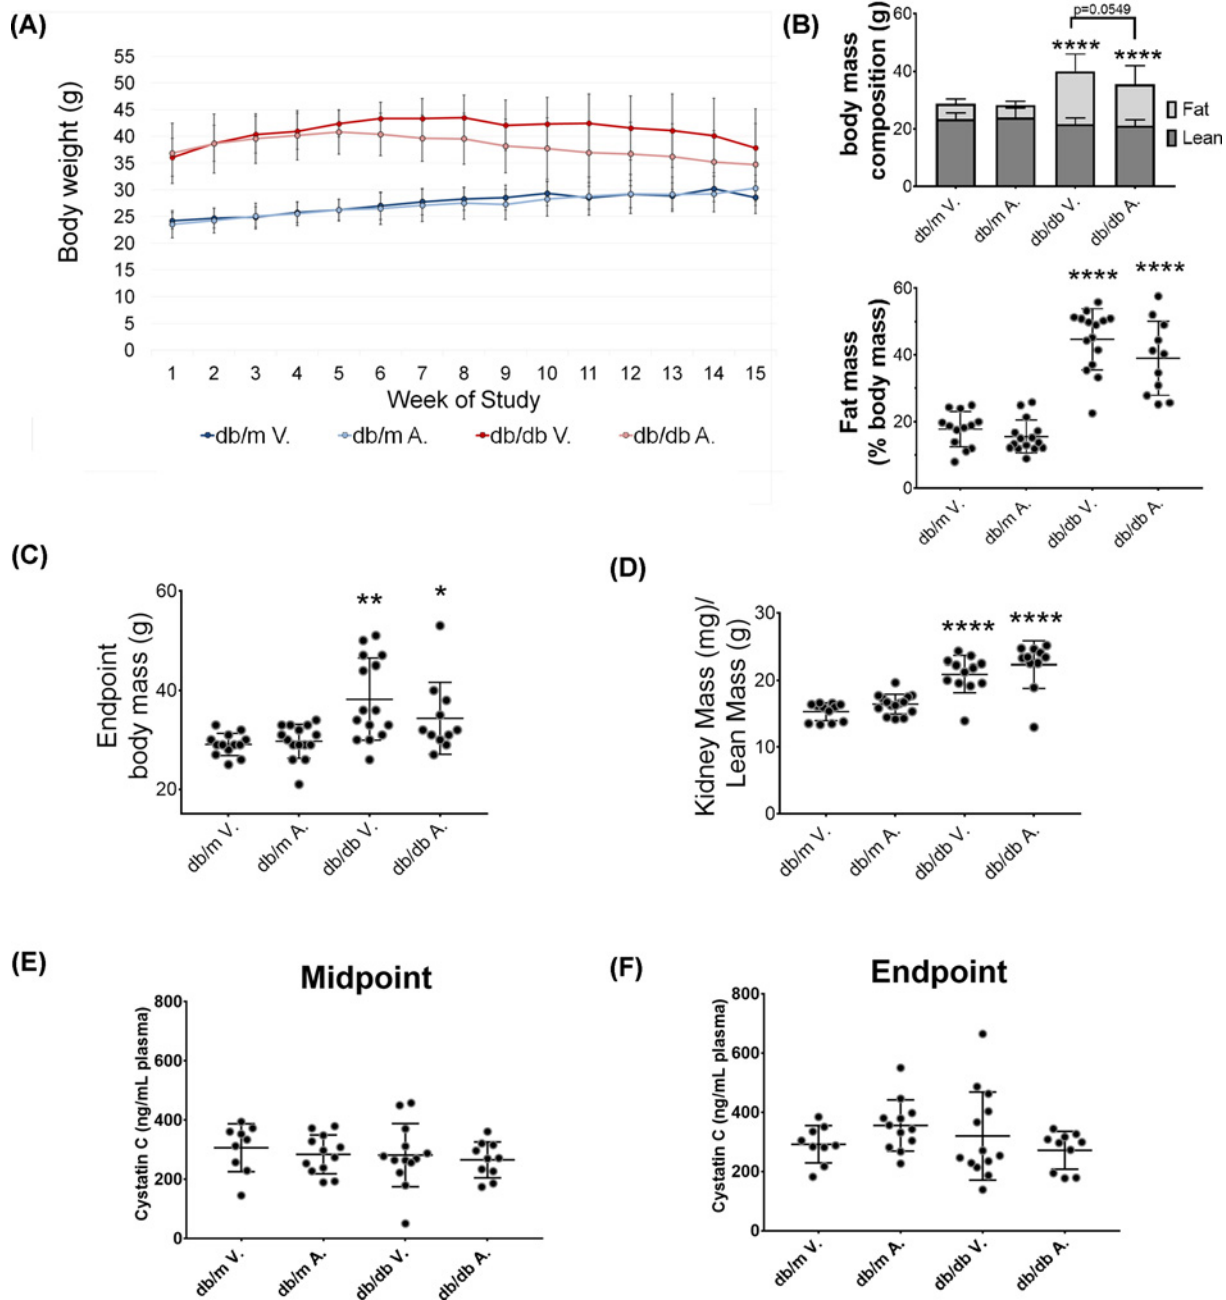 (A)
Body weight (g)
55
50
45
40
35
30
25
20
15
10
5
0
1 2 3 4 5 6 7 8 9 10 11 12 13 14 15
Week of Study
db/m V. db/m A. db/db V. db/db A.
(B)
body mass
composition (g)
60
40
20
0
p=0.0549
**** ****
Fat
Lean
db/m V. db/m A. db/db V. db/db A.
Fat mass
(% body mass)
60
40
20
0
**** ****
db/m V. db/m A. db/db V. db/db A.
(C)
Endpoint
body mass (g)
60
40
20
** *
db/m V. db/m A. db/db V. db/db A.
(D)
Kidney Mass (mg)/
Lean Mass (g)
30
20
10
0
**** ****
db/m V. db/m A. db/db V. db/db A.
(E)
Midpoint
Cystatin C (ng/mL plasma)
800
600
400
200
0
db/m V. db/m A. db/db V. db/db A.
(F)
Endpoint
Cystatin C (ng/mL plasma)
800
600
400
200
0
db/m V. db/m A. db/db V. db/db A.